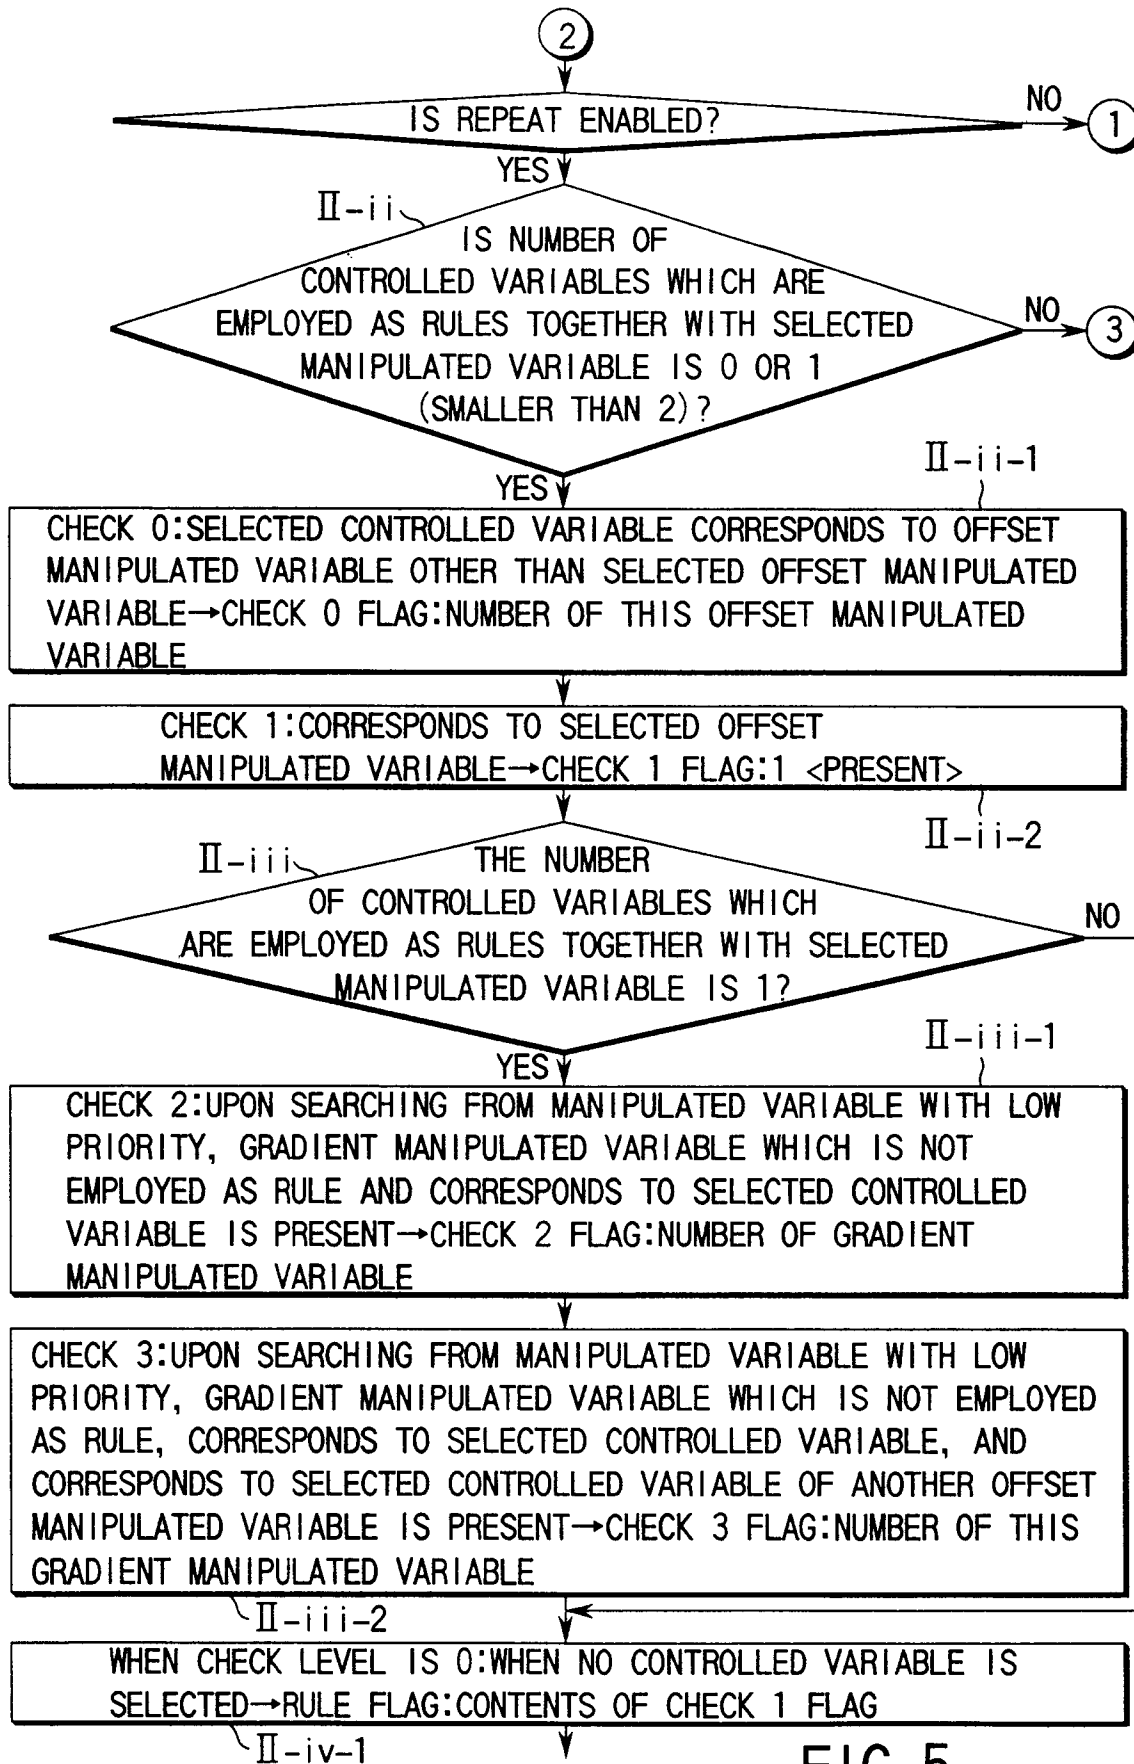 2
IS REPEAT ENABLED?
NO
1
YES
II-ii
IS NUMBER OF
CONTROLLED VARIABLES WHICH ARE
EMPLOYED AS RULES TOGETHER WITH SELECTED
MANIPULATED VARIABLE IS 0 OR 1
(SMALLER THAN 2)?
NO
3
YES
II-ii-1
CHECK 0:SELECTED CONTROLLED VARIABLE CORRESPONDS TO OFFSET
MANIPULATED VARIABLE OTHER THAN SELECTED OFFSET MANIPULATED
VARIABLE→CHECK 0 FLAG:NUMBER OF THIS OFFSET MANIPULATED
VARIABLE
CHECK 1:CORRESPONDS TO SELECTED OFFSET
MANIPULATED VARIABLE→CHECK 1 FLAG:1 <PRESENT>
II-ii-2
II-iii
THE NUMBER
OF CONTROLLED VARIABLES WHICH
ARE EMPLOYED AS RULES TOGETHER WITH SELECTED
MANIPULATED VARIABLE IS 1?
NO
YES
II-iii-1
CHECK 2:UPON SEARCHING FROM MANIPULATED VARIABLE WITH LOW
PRIORITY, GRADIENT MANIPULATED VARIABLE WHICH IS NOT
EMPLOYED AS RULE AND CORRESPONDS TO SELECTED CONTROLLED
VARIABLE IS PRESENT→CHECK 2 FLAG:NUMBER OF GRADIENT
MANIPULATED VARIABLE
CHECK 3:UPON SEARCHING FROM MANIPULATED VARIABLE WITH LOW
PRIORITY, GRADIENT MANIPULATED VARIABLE WHICH IS NOT EMPLOYED
AS RULE, CORRESPONDS TO SELECTED CONTROLLED VARIABLE, AND
CORRESPONDS TO SELECTED CONTROLLED VARIABLE OF ANOTHER OFFSET
MANIPULATED VARIABLE IS PRESENT→CHECK 3 FLAG:NUMBER OF THIS
GRADIENT MANIPULATED VARIABLE
II-iii-2
WHEN CHECK LEVEL IS 0:WHEN NO CONTROLLED VARIABLE IS
SELECTED→RULE FLAG:CONTENTS OF CHECK 1 FLAG
II-iv-1
FIG.5